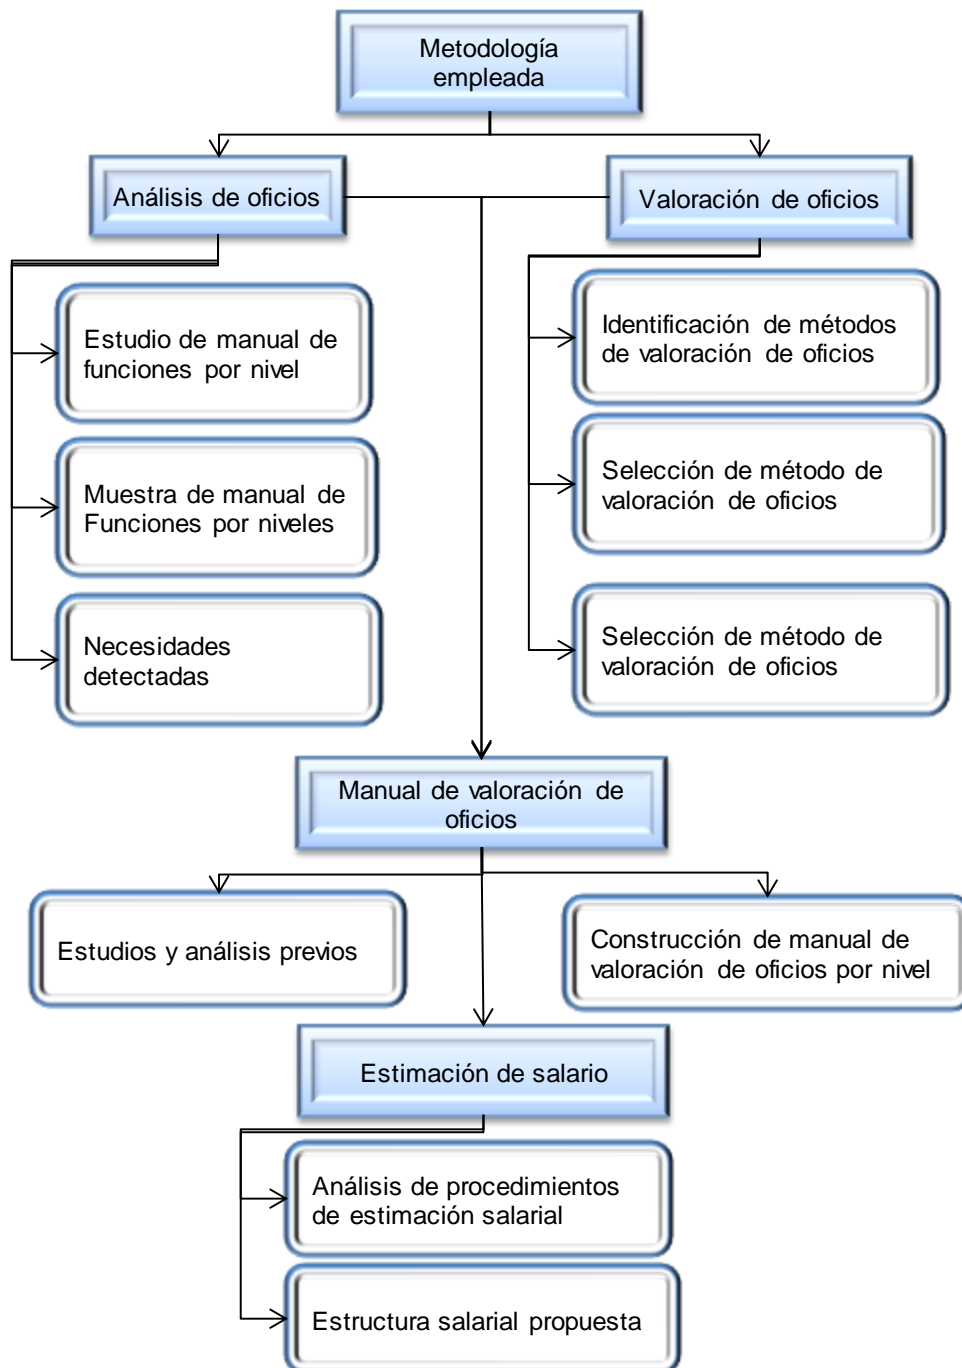 Metodología
empleada
Análisis de oficios
Valoración de oficios
Estudio de manual de
funciones por nivel
Identificación de métodos
de valoración de oficios
Muestra de manual de
Funciones por niveles
Selección de método de
valoración de oficios
Necesidades
detectadas
Selección de método de
valoración de oficios
Manual de valoración de
oficios
Estudios y análisis previos
Construcción de manual de
valoración de oficios por nivel
Estimación de salario
Análisis de procedimientos
de estimación salarial
Estructura salarial propuesta